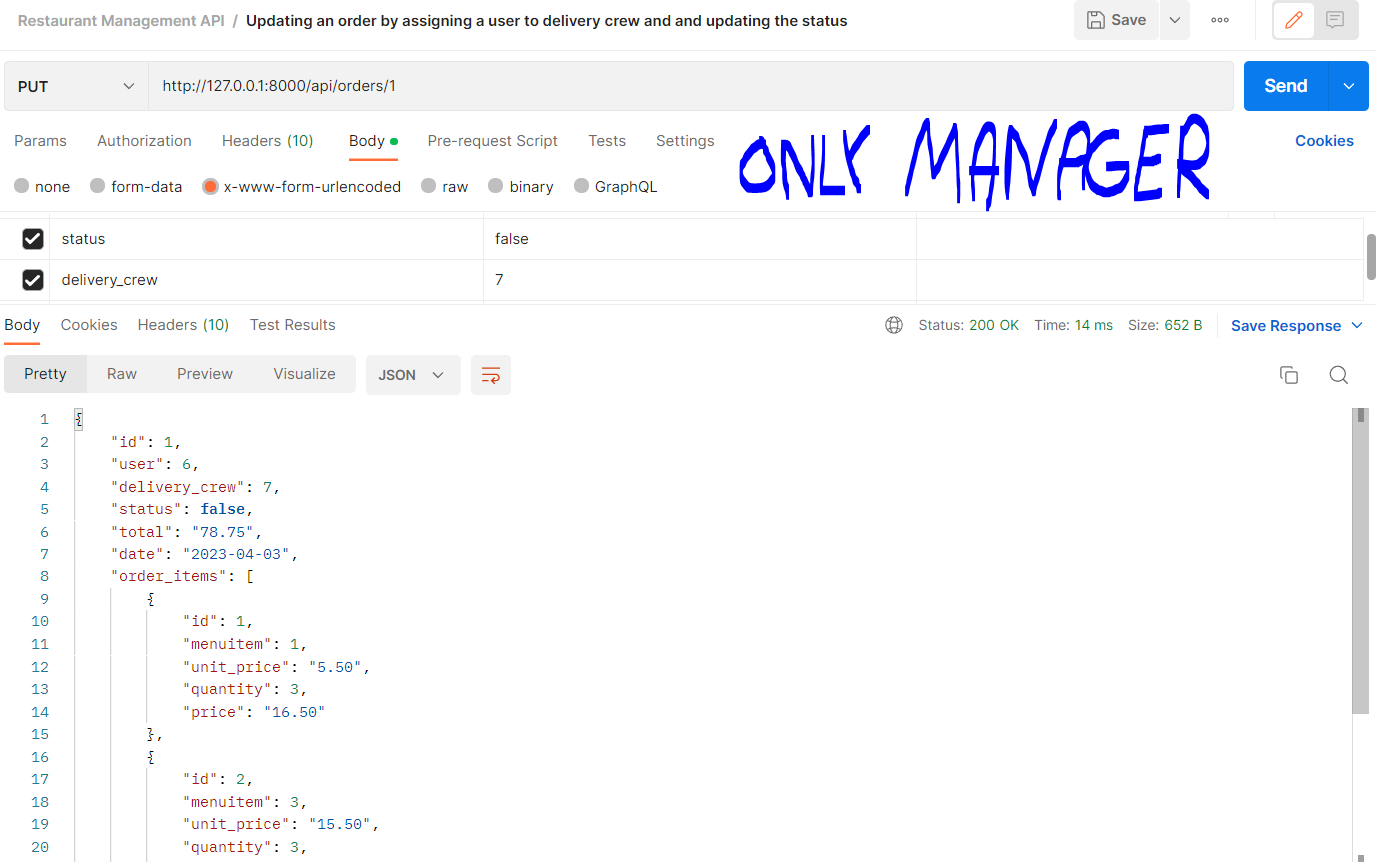 Restaurant Management API / Updating an order by assigning a user to delivery crew and and updating the status
Save
PUT http://127.0.0.1:8000/api/orders/1 Send
Params Authorization Headers (10) Body Pre-request Script Tests Settings Cookies
ONLY MANAGER
none form-data x-www-form-urlencoded raw binary GraphQL
status false
delivery_crew 7
Body Cookies Headers (10) Test Results Status: 200 OK Time: 14 ms Size: 652 B Save Response
Pretty Raw Preview Visualize JSON
1 {
2 "id": 1,
3 "user": 6,
4 "delivery_crew": 7,
5 "status": false,
6 "total": "78.75",
7 "date": "2023-04-03",
8 "order_items": [
9 {
10 "id": 1,
11 "menuitem": 1,
12 "unit_price": "5.50",
13 "quantity": 3,
14 "price": "16.50"
15 },
16 {
17 "id": 2,
18 "menuitem": 3,
19 "unit_price": "15.50",
20 "quantity": 3,